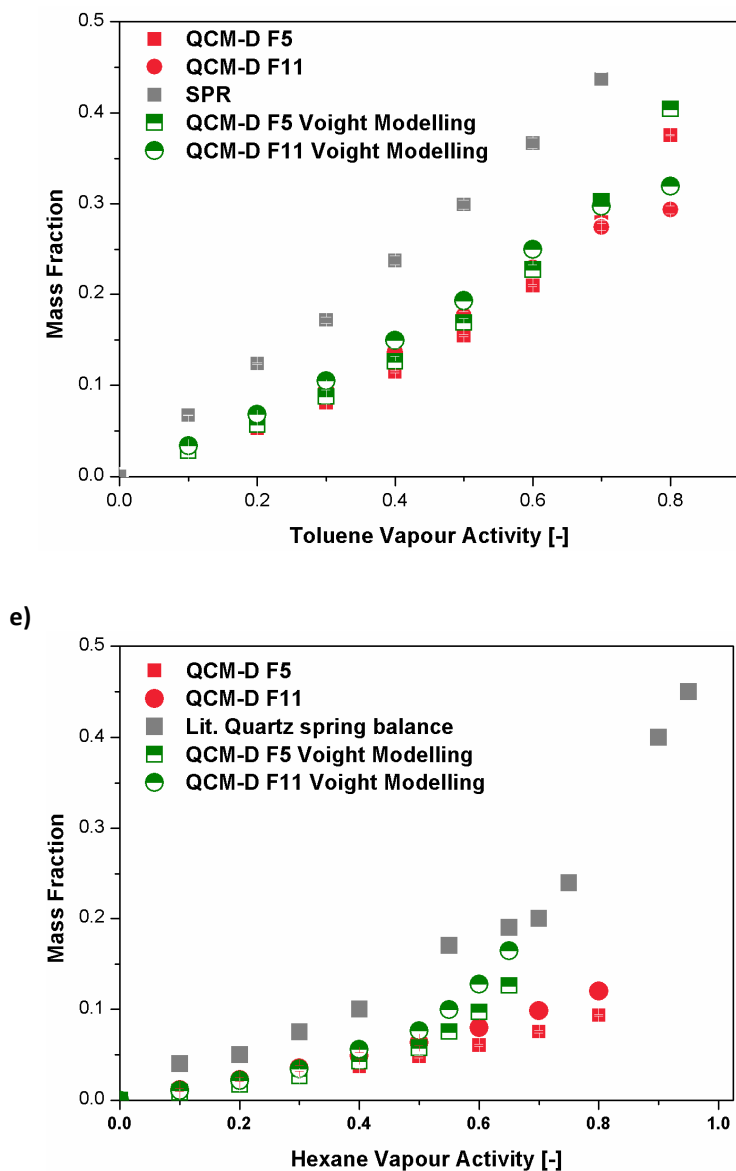 0.5
0.4
0.3
0.2
0.1
0.0
Mass Fraction
QCM-D F5
QCM-D F11
SPR
QCM-D F5 Voight Modelling
QCM-D F11 Voight Modelling
0.0 0.2 0.4 0.6 0.8
Toluene Vapour Activity [-]
e)
0.5
0.4
0.3
0.2
0.1
0.0
Mass Fraction
QCM-D F5
QCM-D F11
Lit. Quartz spring balance
QCM-D F5 Voight Modelling
QCM-D F11 Voight Modelling
0.0 0.2 0.4 0.6 0.8 1.0
Hexane Vapour Activity [-]